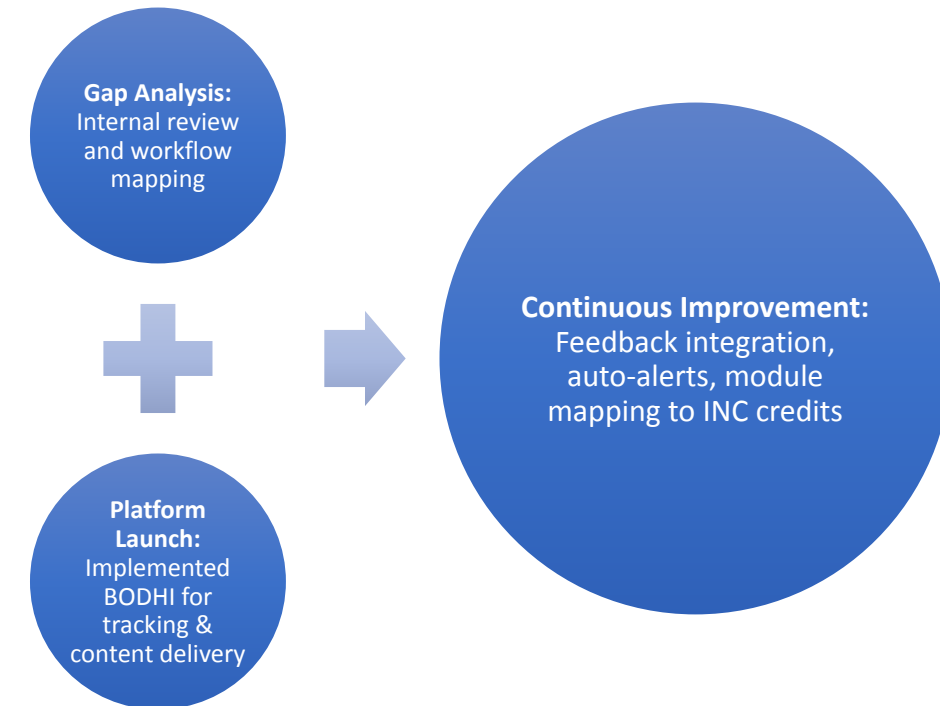 Gap Analysis:
Internal review
and workflow
mapping
Platform
Launch:
Implemented
BODHI for
tracking &
content delivery
Continuous Improvement:
Feedback integration,
auto-alerts, module
mapping to INC credits